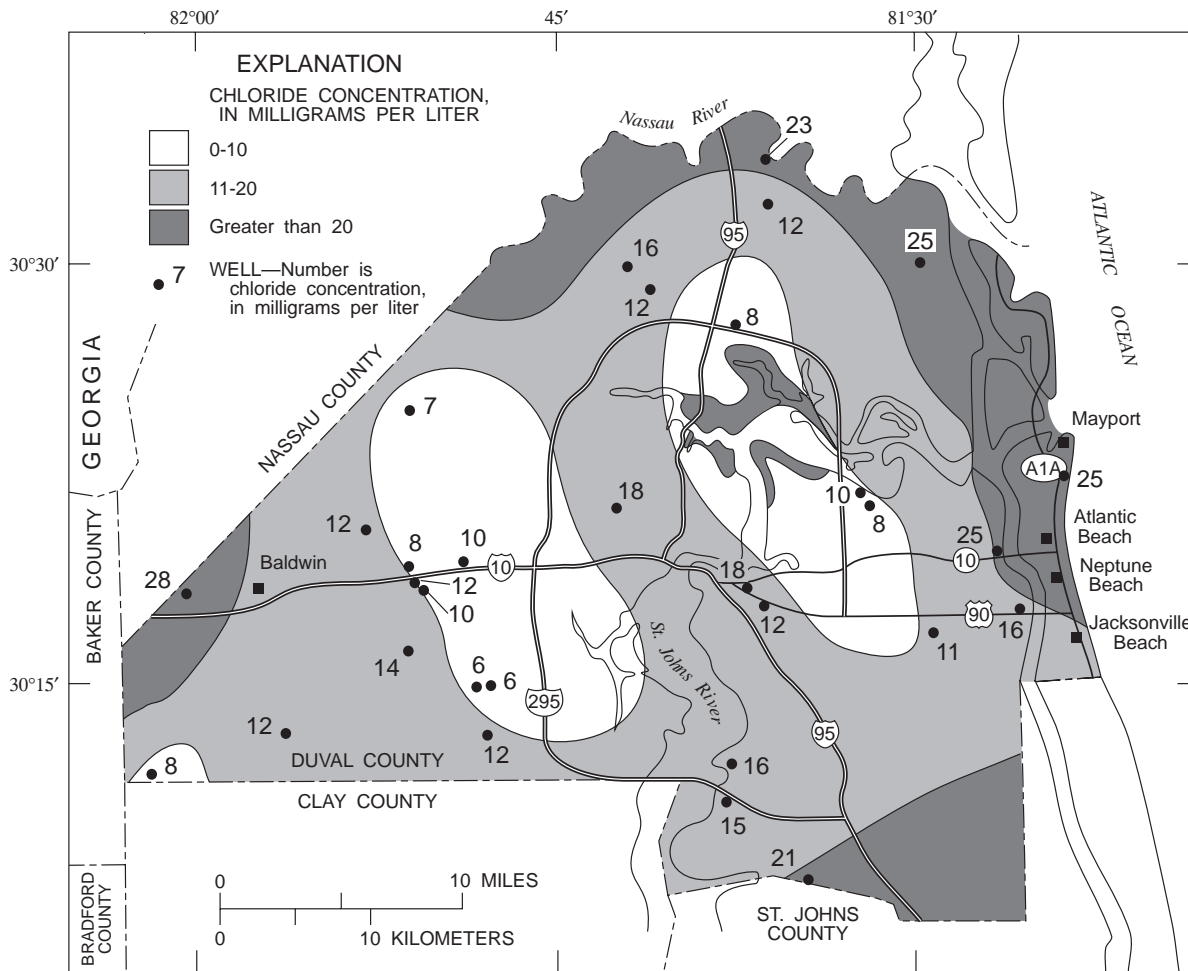 82°00′
45′
81°30′
EXPLANATION
CHLORIDE CONCENTRATION,
IN MILLIGRAMS PER LITER
0-10
11-20
Greater than 20
7
WELL—Number is
chloride concentration,
in milligrams per liter
Nassau River
23
12
95
16
12
25
ATLANTIC OCEAN
30°30′
8
GEORGIA
NASSAU COUNTY
7
Mayport
A1A
25
18
10
8
12
Atlantic
Beach
25
10
8
10
10
Baldwin
12
10
28
18
12
Neptune
Beach
16
90
Jacksonville
Beach
11
BAKER COUNTY
14
St. Johns River
6
6
30°15′
295
12
12
95
DUVAL COUNTY
8
16
CLAY COUNTY
15
21
BRADFORD
COUNTY
0
10 MILES
0
10 KILOMETERS
ST. JOHNS
COUNTY